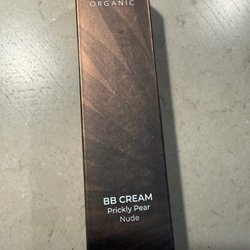 ORGANIC
BB CREAM
Prickly Pear
Nude